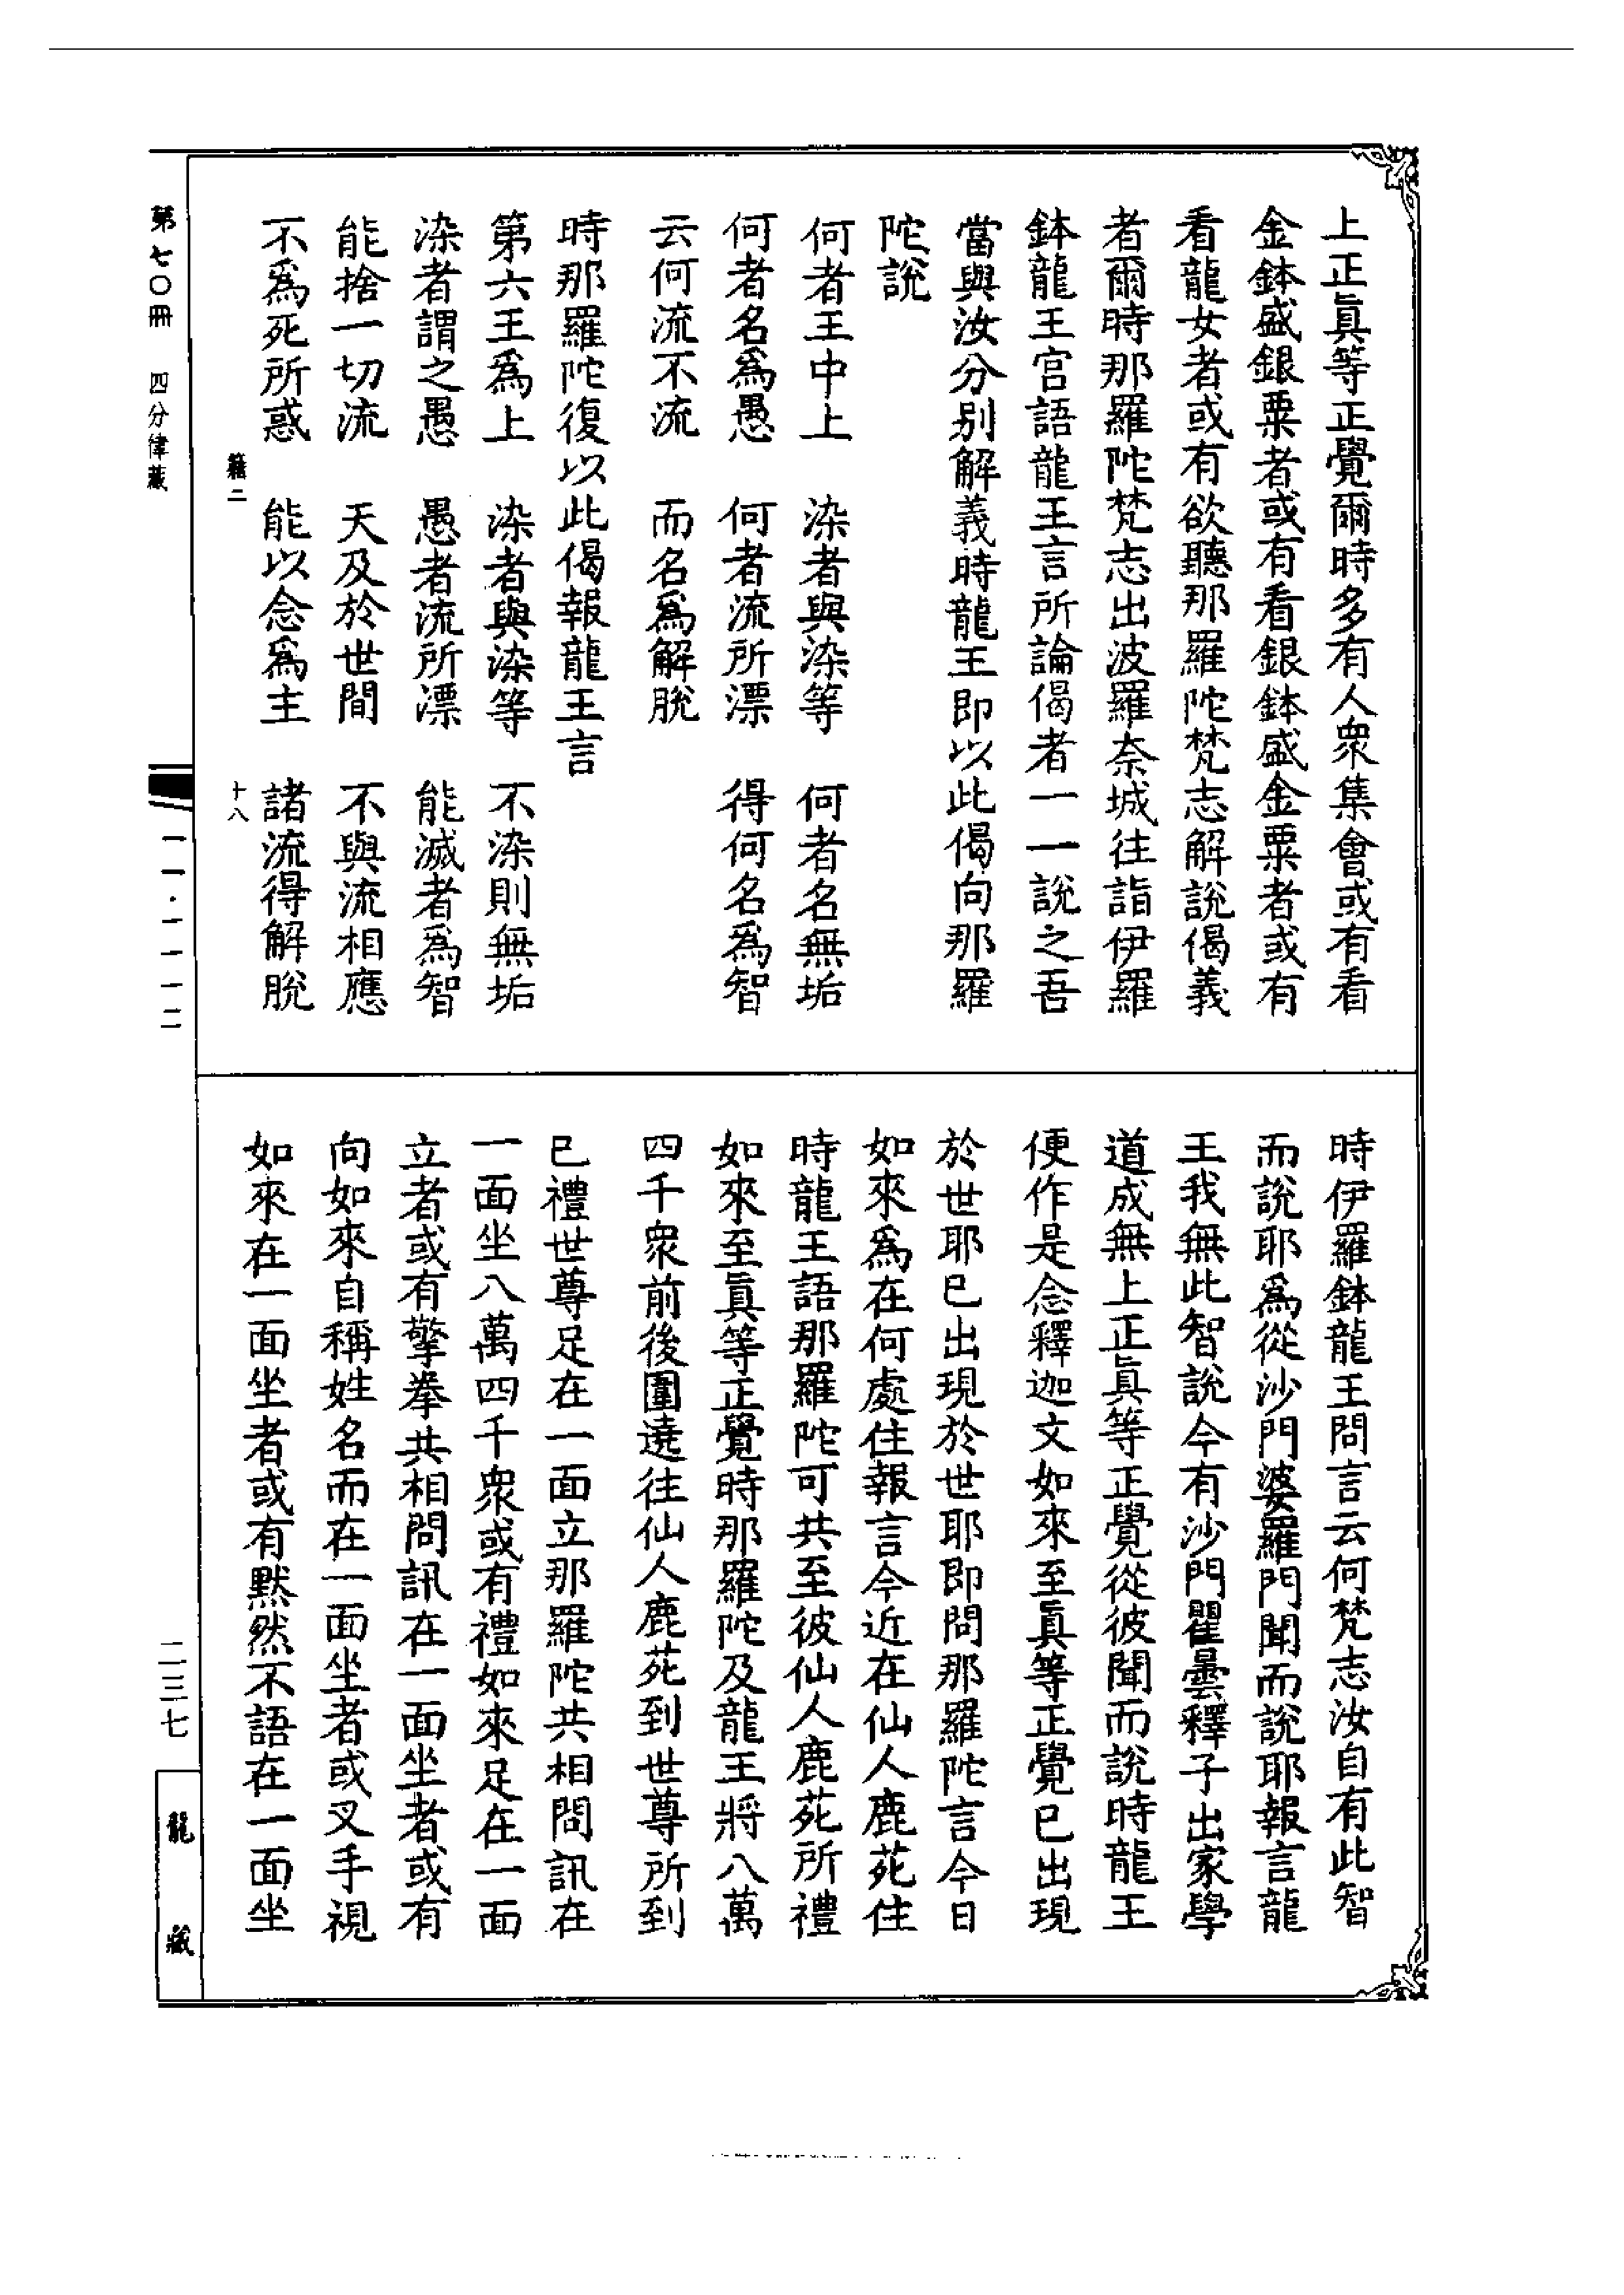 上正眞等正覺爾時多有人衆集會或有看
金鉢盛銀粟者或有看銀鉢盛金粟者或有
看龍女者或有欲聽那羅陀梵志解說偈義
者爾時那羅陀梵志出波羅奈城往詣伊羅
鉢龍王宮語龍王言所論偈者一一說之吾
當與汝分别解義時龍王即以此偈向那羅
陀說
何者王中上　染者與染等　何者名無垢
何者名爲愚　何者流所漂　得何名爲智
云何流不流　而名爲解脫
時那羅陀復以此偈報龍王言
第六王爲上　染者與染等　不染則無垢
染者謂之愚　愚者流所漂　能滅者爲智
能捨一切流　天及於世間　不與流相應
不爲死所惑　能以念爲主　諸流得解脫
籍二　十八
時伊羅鉢龍王問言云何梵志汝自有此智
而說耶爲從沙門婆羅門聞而說耶報言龍
王我無此智說今有沙門瞿曇釋子出家學
道成無上正眞等正覺從彼聞而說時龍王
便作是念釋迦文如來至眞等正覺已出現
於世耶已出現於世耶即問那羅陀言今日
如來爲在何處住報言今近在仙人鹿苑住
時龍王語那羅陀可共至彼仙人鹿苑所禮
如來至眞等正覺時那羅陀及龍王將八萬
四千衆前後圍遶往仙人鹿苑到世尊所到
已禮世尊足在一面立那羅陀共相問訊在
一面坐八萬四千衆或有禮如來足在一面
立者或有擎拳共相問訊在一面坐者或有
向如來自稱姓名而在一面坐者或叉手視
如來在一面坐者或有默然不語在一面坐
第七〇冊　四分律藏
一一·一一一二
二三七
龍藏